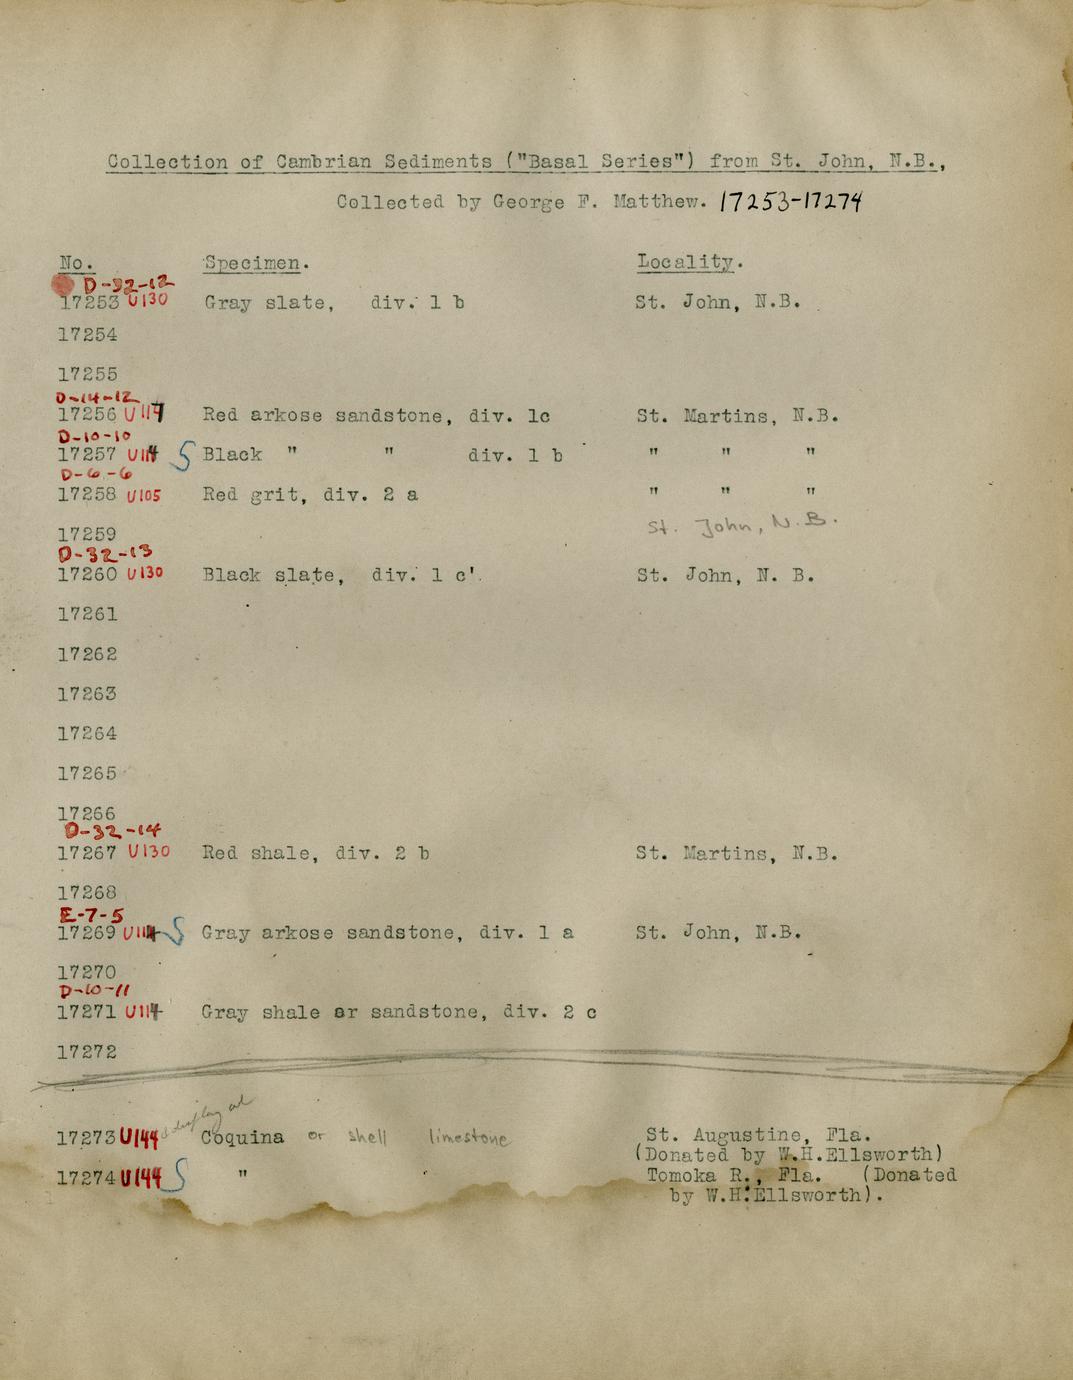 Collection of Cambrian Sediments ("Basal Series") from St. John, N.B.,
Collected by George F. Matthew. 17253-17274
No. Specimen. Locality.
D-32-12
17253 U130 Gray slate, div. 1 b St. John, N.B.
17254
17255
D-14-12
17256 U117 Red arkose sandstone, div. 1c St. Martins, N.B.
D-10-10
17257 U114 S Black " " div. 1 b " " "
D-6-6
17258 U105 Red grit, div. 2 a " " "
17259 St. John, N.B.
D-32-13
17260 U130 Black slate, div. 1 c'. St. John, N. B.
17261
17262
17263
17264
17265
17266
D-32-14
17267 U130 Red shale, div. 2 b St. Martins, N.B.
17268
E-7-5
17269 U114 S Gray arkose sandstone, div. 1 a St. John, N.B.
17270
D-10-11
17271 U114 Gray shale or sandstone, div. 2 c
17272
display
17273 U144 Coquina or shell limestone St. Augustine, Fla.
(Donated by W.H.Ellsworth)
17274 U144 S " Tomoka R., Fla. (Donated
by W.H.Ellsworth).